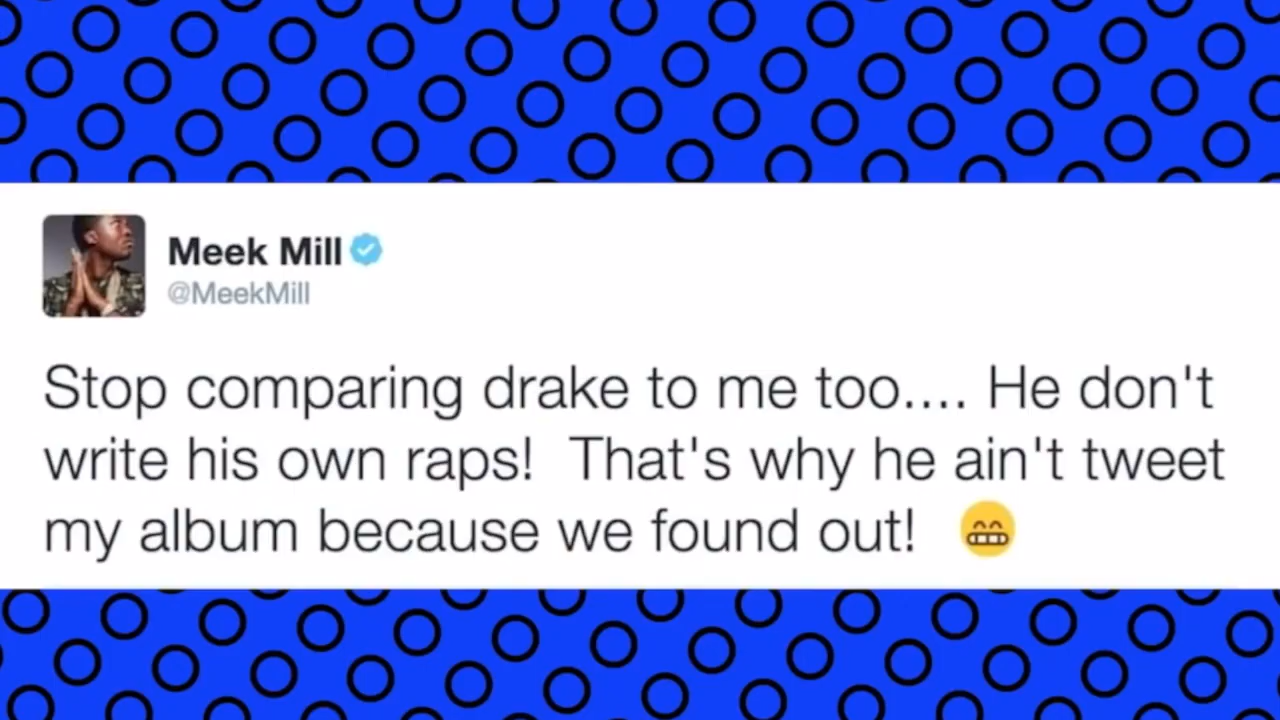 Meek Mill
@MeekMill
Stop comparing drake to me too.... He don't
write his own raps!  That's why he ain't tweet
my album because we found out! 😁